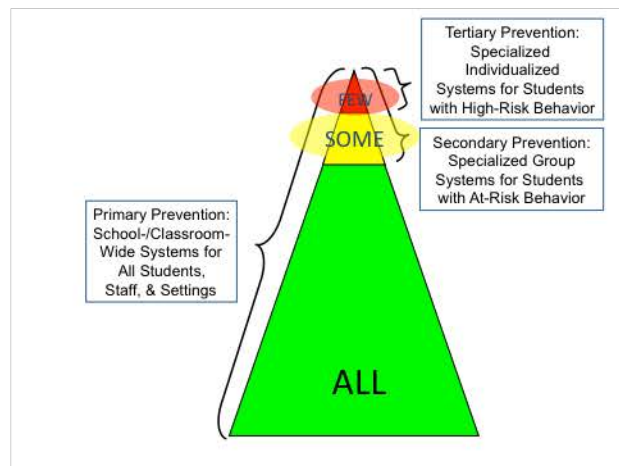 Tertiary Prevention:
Specialized
Individualized
Systems for Students
with High-Risk Behavior
FEW
SOME
Secondary Prevention:
Specialized Group
Systems for Students
with At-Risk Behavior
Primary Prevention:
School-/Classroom-
Wide Systems for
All Students,
Staff, & Settings
ALL